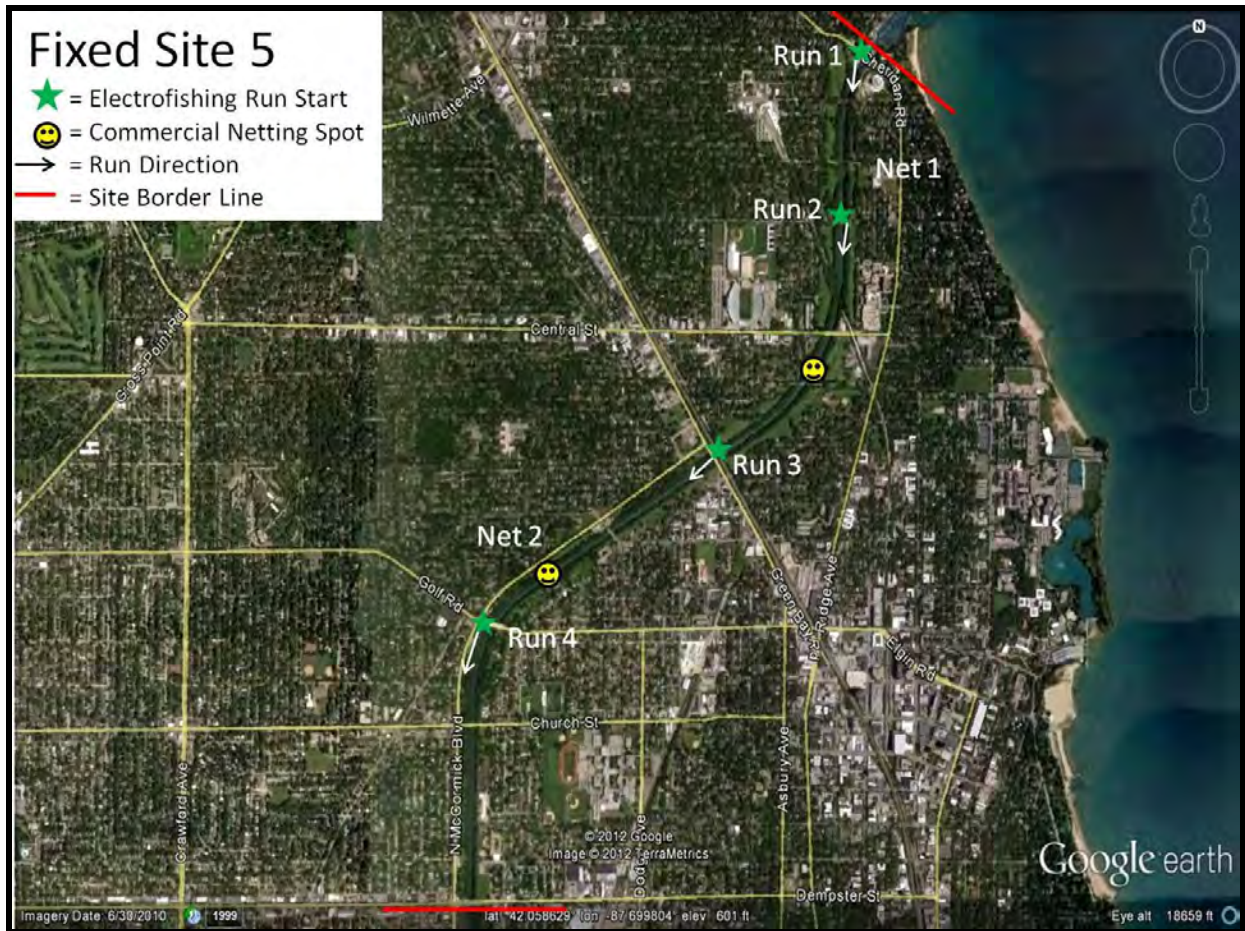 Fixed Site 5
= Electrofishing Run Start
= Commercial Netting Spot
= Run Direction
= Site Border Line
N
Run 1
Sheridan Rd
Wilmette Ave
Net 1
Run 2
Central St
Gross Point Rd
Run 3
Net 2
Golf Rd
Run 4
Green Bay Rd
Ridge Ave
Elgin Rd
Church St
Crawford Ave
N McCormick Blvd
Asbury Ave
© 2012 Google
Image © 2012 TerraMetrics
Google earth
Dempster St
Imagery Date: 6/30/2010
1999
lat 42.058629° lon -87.699804° elev 601 ft
Eye alt 18659 ft